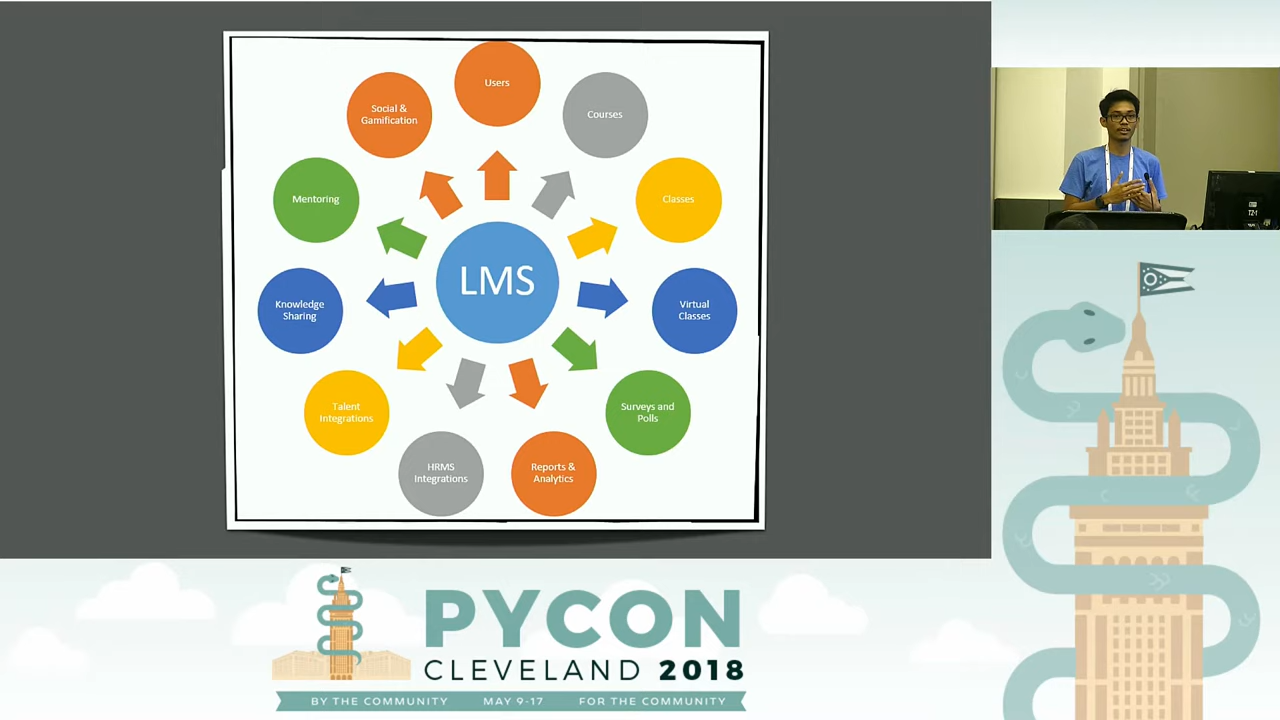 Users
Social &
Gamification
Courses
Mentoring
Classes
LMS
Knowledge
Sharing
Virtual
Classes
Talent
Integrations
Surveys and
Polls
HRMS
Integrations
Reports &
Analytics
PYCON
CLEVELAND 2018
BY THE COMMUNITY MAY 9-17 FOR THE COMMUNITY